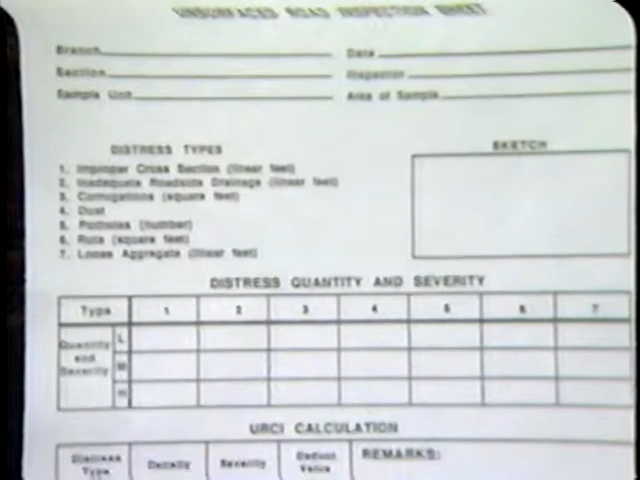 UNSURFACED ROAD INSPECTION SHEET
Branch Date
Section Inspector
Sample Unit Area of Sample
DISTRESS TYPES SKETCH
1. Improper Cross Section (linear feet)
2. Inadequate Roadside Drainage (linear feet)
3. Corrugations (square feet)
4. Dust
5. Potholes (number)
6. Ruts (square feet)
7. Loose Aggregate (linear feet)
DISTRESS QUANTITY AND SEVERITY
Type 1 2 3 4 5 6 7
Quantity and Severity L
M
H
URCI CALCULATION
Distress Type Density Severity Deduct Value REMARKS: